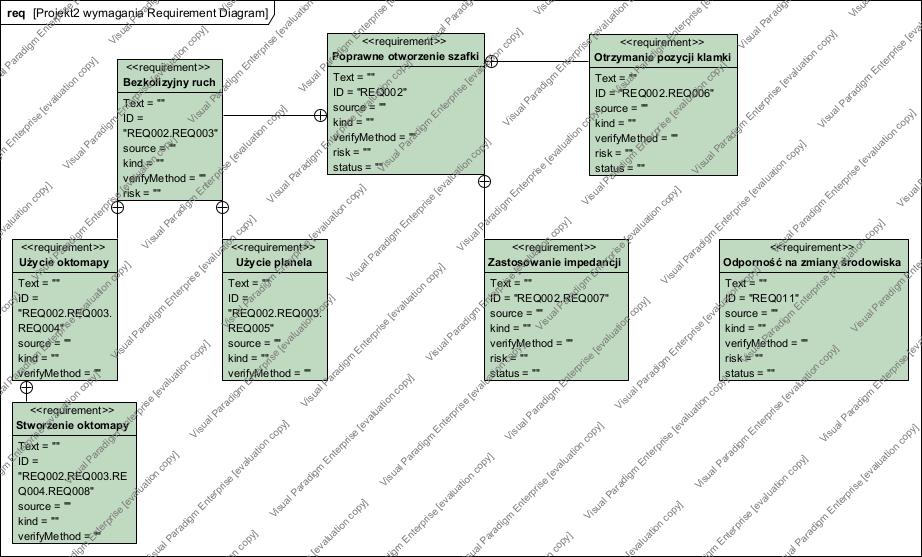 req [Projekt2 wymagania Requirement Diagram]
<<requirement>>
Bezkolizyjny ruch
Text = ""
ID =
"REQ002.REQ003"
source = ""
kind = ""
verifyMethod = ""
risk = ""
<<requirement>>
Poprawne otworzenie szafki
Text = ""
ID = "REQ002"
source = ""
kind = ""
verifyMethod = ""
risk = ""
status = ""
<<requirement>>
Otrzymanie pozycji klamki
Text = ""
ID = "REQ002.REQ006"
source = ""
kind = ""
verifyMethod = ""
risk = ""
status = ""
<<requirement>>
Użycie oktomapy
Text = ""
ID =
"REQ002.REQ003.
REQ004"
source = ""
kind = ""
verifyMethod = ""
<<requirement>>
Użycie planela
Text = ""
ID =
"REQ002.REQ003.
REQ005"
source = ""
kind = ""
verifyMethod = ""
<<requirement>>
Zastosowanie impedancji
Text = ""
ID = "REQ002.REQ007"
source = ""
kind = ""
verifyMethod = ""
risk = ""
status = ""
<<requirement>>
Odporność na zmiany środowiska
Text = ""
ID = "REQ011"
source = ""
kind = ""
verifyMethod = ""
risk = ""
status = ""
<<requirement>>
Stworzenie oktomapy
Text = ""
ID =
"REQ002.REQ003.RE
Q004.REQ008"
source = ""
kind = ""
verifyMethod = ""
Visual Paradigm Enterprise [evaluation copy]